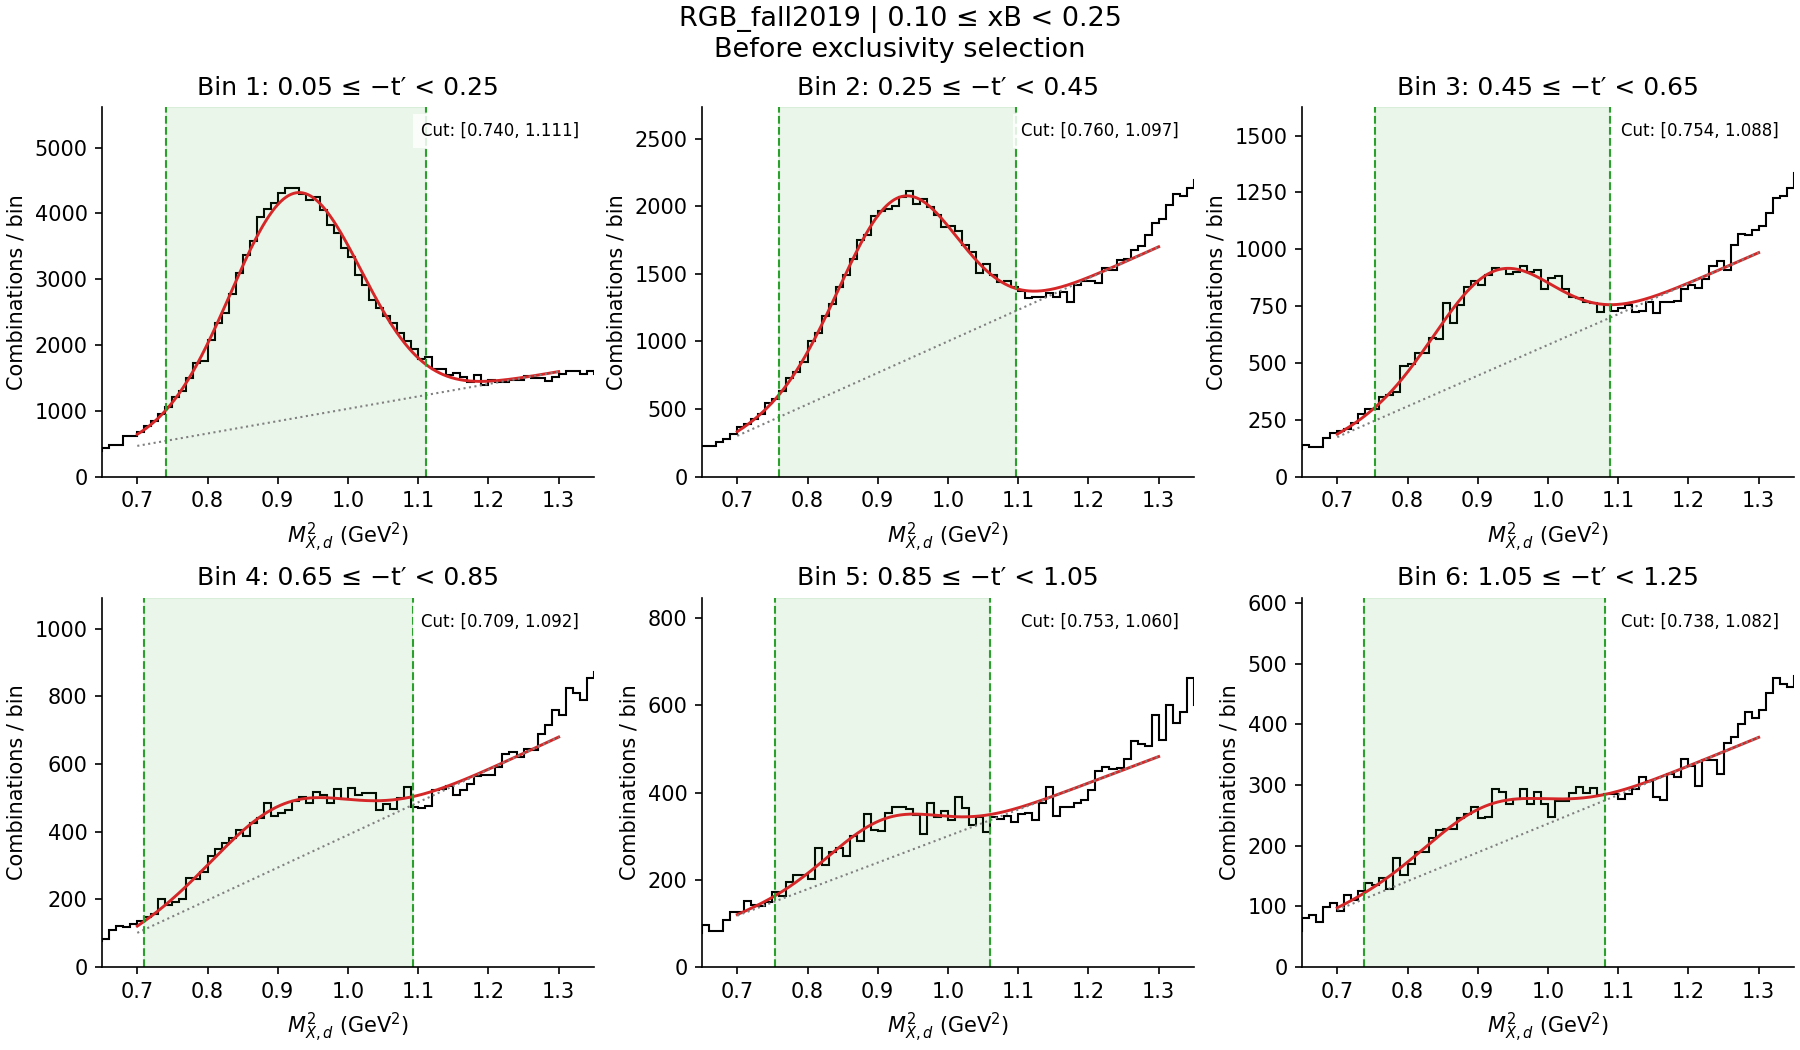 RGB_fall2019 | 0.10 ≤ xB < 0.25
Before exclusivity selection
Bin 1: 0.05 ≤ −t′ < 0.25
Cut: [0.740, 1.111]
Combinations / bin
5000
4000
3000
2000
1000
0
0.7 0.8 0.9 1.0 1.1 1.2 1.3
M²X,d (GeV²)
Bin 2: 0.25 ≤ −t′ < 0.45
Cut: [0.760, 1.097]
Combinations / bin
2500
2000
1500
1000
500
0
0.7 0.8 0.9 1.0 1.1 1.2 1.3
M²X,d (GeV²)
Bin 3: 0.45 ≤ −t′ < 0.65
Cut: [0.754, 1.088]
Combinations / bin
1500
1250
1000
750
500
250
0
0.7 0.8 0.9 1.0 1.1 1.2 1.3
M²X,d (GeV²)
Bin 4: 0.65 ≤ −t′ < 0.85
Cut: [0.709, 1.092]
Combinations / bin
1000
800
600
400
200
0
0.7 0.8 0.9 1.0 1.1 1.2 1.3
M²X,d (GeV²)
Bin 5: 0.85 ≤ −t′ < 1.05
Cut: [0.753, 1.060]
Combinations / bin
800
600
400
200
0
0.7 0.8 0.9 1.0 1.1 1.2 1.3
M²X,d (GeV²)
Bin 6: 1.05 ≤ −t′ < 1.25
Cut: [0.738, 1.082]
Combinations / bin
600
500
400
300
200
100
0
0.7 0.8 0.9 1.0 1.1 1.2 1.3
M²X,d (GeV²)